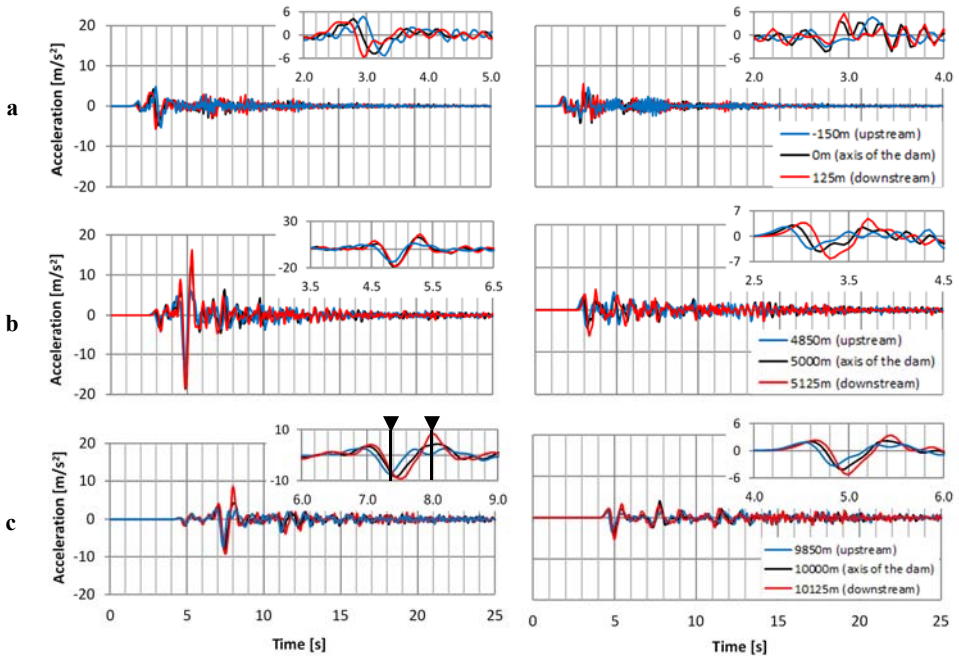 a
Acceleration [m/s²]
20
10
0
-10
-20
6
3
0
-3
-6
2.0 3.0 4.0 5.0
6
3
0
-3
-6
2.0 3.0 4.0
-150m (upstream)
0m (axis of the dam)
125m (downstream)
b
Acceleration [m/s²]
20
10
0
-10
-20
30
-20
3.5 4.5 5.5 6.5
7
0
-7
2.5 3.5 4.5
4850m (upstream)
5000m (axis of the dam)
5125m (downstream)
c
Acceleration [m/s²]
20
10
0
-10
-20
10
0
-10
6.0 7.0 8.0 9.0
6
2
-2
-6
4.0 5.0 6.0
9850m (upstream)
10000m (axis of the dam)
10125m (downstream)
0 5 10 15 20 25
Time [s]
0 5 10 15 20 25
Time [s]